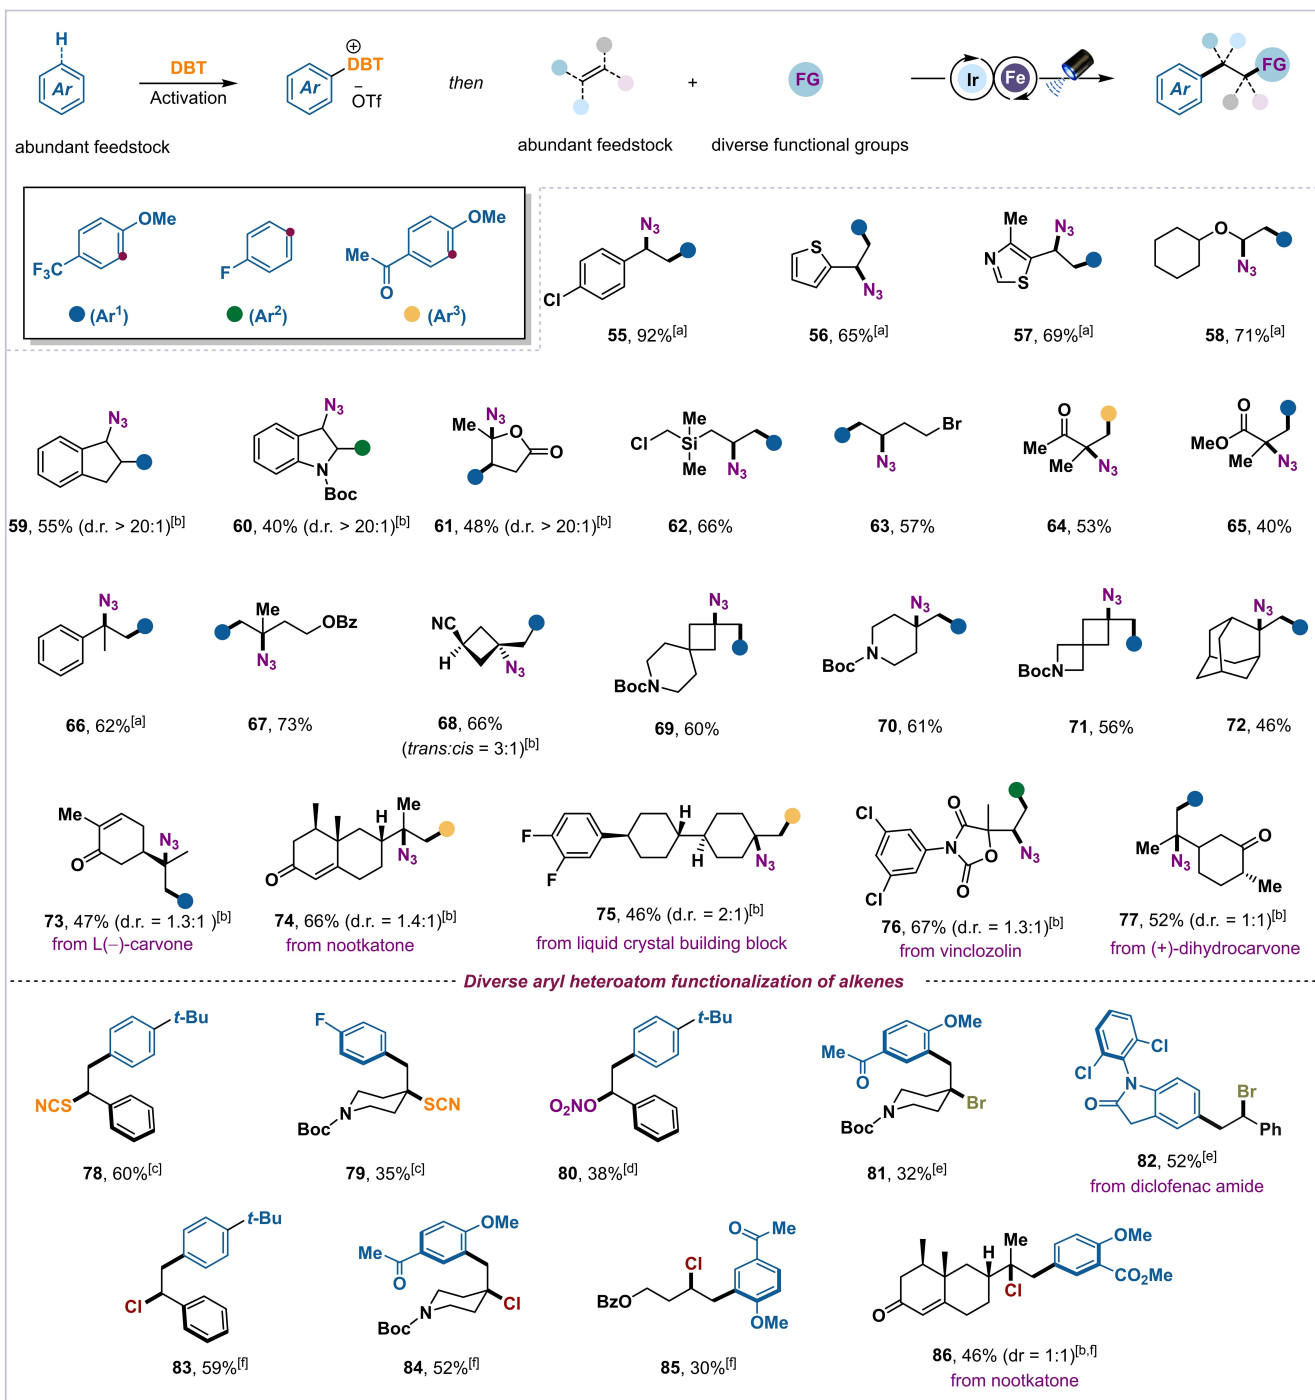 H
Ar
DBT
Activation
Ar
⊕
DBT
−
OTf
then
+
FG
Ir
Fe
Ar
FG
abundant feedstock
abundant feedstock
diverse functional groups
OMe
F₃C
(Ar¹)
F
(Ar²)
OMe
Me
O
(Ar³)
N₃
Cl
55, 92%[a]
S
N₃
56, 65%[a]
Me
N₃
N
S
57, 69%[a]
O
N₃
58, 71%[a]
N₃
59, 55% (d.r. > 20:1)[b]
N₃
N
Boc
60, 40% (d.r. > 20:1)[b]
N₃
Me
O
O
61, 48% (d.r. > 20:1)[b]
Me
Cl
Si
Me
N₃
62, 66%
Br
N₃
63, 57%
O
Me
Me
N₃
64, 53%
O
MeO
Me
N₃
65, 40%
N₃
66, 62%[a]
Me
OBz
N₃
67, 73%
NC
H
N₃
68, 66%
(trans:cis = 3:1)[b]
N₃
BocN
69, 60%
N₃
N
Boc
70, 61%
N₃
BocN
71, 56%
N₃
72, 46%
Me
O
N₃
73, 47% (d.r. = 1.3:1 )[b]
from L(−)-carvone
H
Me
N₃
O
74, 66% (d.r. = 1.4:1)[b]
from nootkatone
F
F
H
H
N₃
75, 46% (d.r. = 2:1)[b]
from liquid crystal building block
Cl
Cl
O
N
O
O
N₃
76, 67% (d.r. = 1.3:1)[b]
from vinclozolin
Me
N₃
O
Me
77, 52% (d.r. = 1:1)[b]
from (+)-dihydrocarvone
Diverse aryl heteroatom functionalization of alkenes
t-Bu
NCS
78, 60%[c]
F
N
SCN
Boc
79, 35%[c]
t-Bu
O₂NO
80, 38%[d]
OMe
Me
O
N
Br
Boc
81, 32%[e]
Cl
Cl
N
O
Br
Ph
82, 52%[e]
from diclofenac amide
t-Bu
Cl
83, 59%[f]
OMe
Me
O
N
Cl
Boc
84, 52%[f]
O
Me
Cl
BzO
OMe
85, 30%[f]
H
Me
OMe
Cl
CO₂Me
O
86, 46% (dr = 1:1)[b,f]
from nootkatone